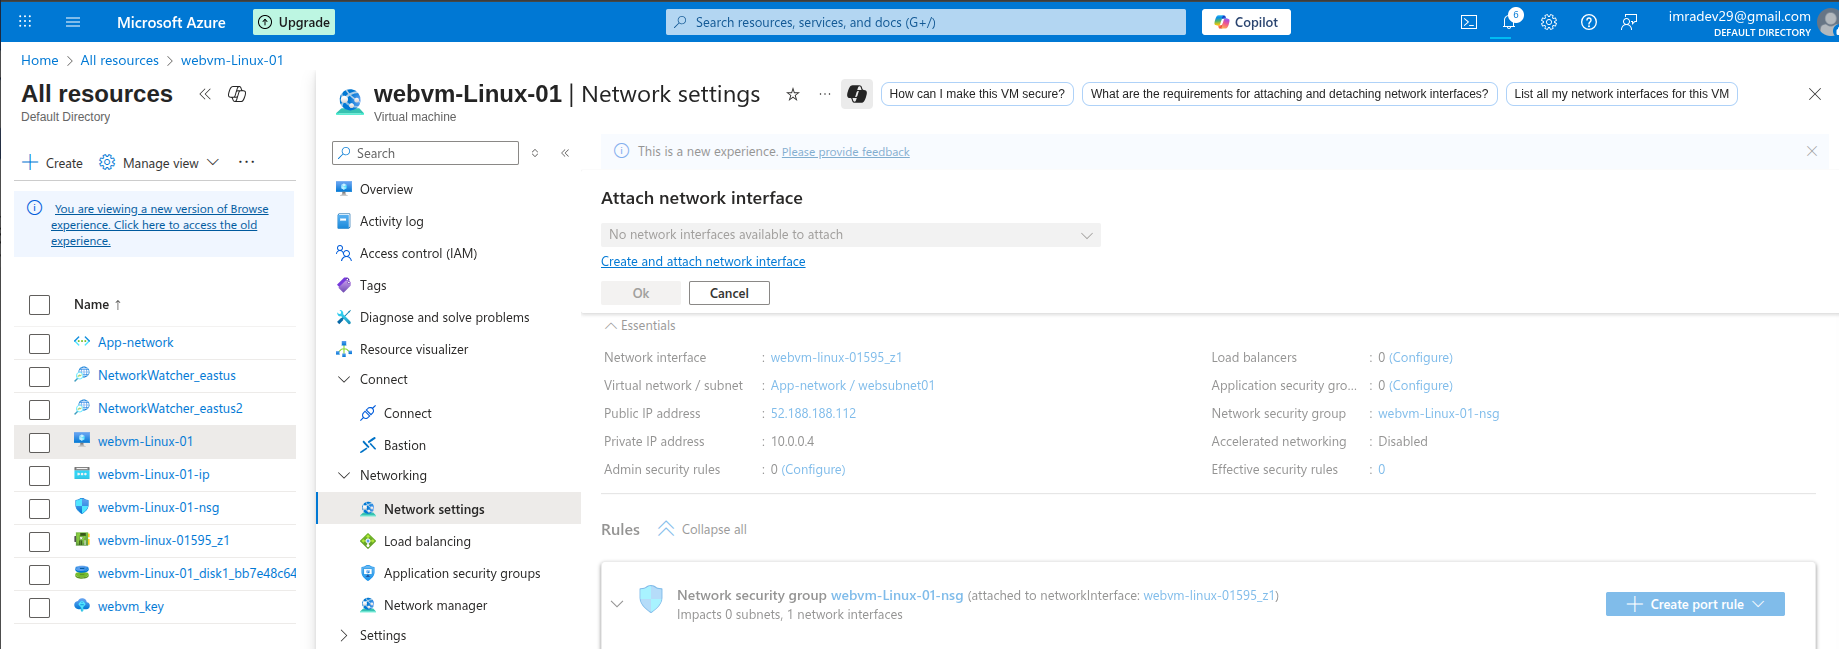 Microsoft Azure
Upgrade
Search resources, services, and docs (G+/)
Copilot
6
imradev29@gmail.com
DEFAULT DIRECTORY
Home > All resources > webvm-Linux-01
All resources
Default Directory
Create
Manage view
You are viewing a new version of Browse
experience. Click here to access the old
experience.
Name ↑
App-network
NetworkWatcher_eastus
NetworkWatcher_eastus2
webvm-Linux-01
webvm-Linux-01-ip
webvm-Linux-01-nsg
webvm-linux-01595_z1
webvm-Linux-01_disk1_bb7e48c64
webvm_key
webvm-Linux-01 | Network settings
Virtual machine
How can I make this VM secure?
What are the requirements for attaching and detaching network interfaces?
List all my network interfaces for this VM
Search
Overview
Activity log
Access control (IAM)
Tags
Diagnose and solve problems
Resource visualizer
Connect
Connect
Bastion
Networking
Network settings
Load balancing
Application security groups
Network manager
Settings
This is a new experience. Please provide feedback
Attach network interface
No network interfaces available to attach
Create and attach network interface
Ok
Cancel
Essentials
Network interface : webvm-linux-01595_z1
Virtual network / subnet : App-network / websubnet01
Public IP address : 52.188.188.112
Private IP address : 10.0.0.4
Admin security rules : 0 (Configure)
Load balancers : 0 (Configure)
Application security gro... : 0 (Configure)
Network security group : webvm-Linux-01-nsg
Accelerated networking : Disabled
Effective security rules : 0
Rules
Collapse all
Network security group webvm-Linux-01-nsg (attached to networkInterface: webvm-linux-01595_z1)
Impacts 0 subnets, 1 network interfaces
Create port rule